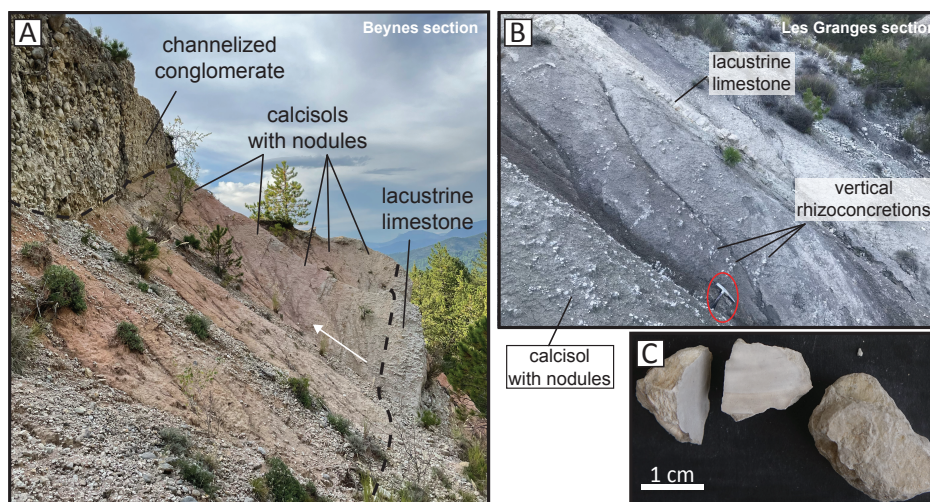 A
Beynes section
channelized
conglomerate
calcisols
with nodules
lacustrine
limestone
B
Les Granges section
lacustrine
limestone
vertical
rhizoconcretions
calcisol
with nodules
C
1 cm